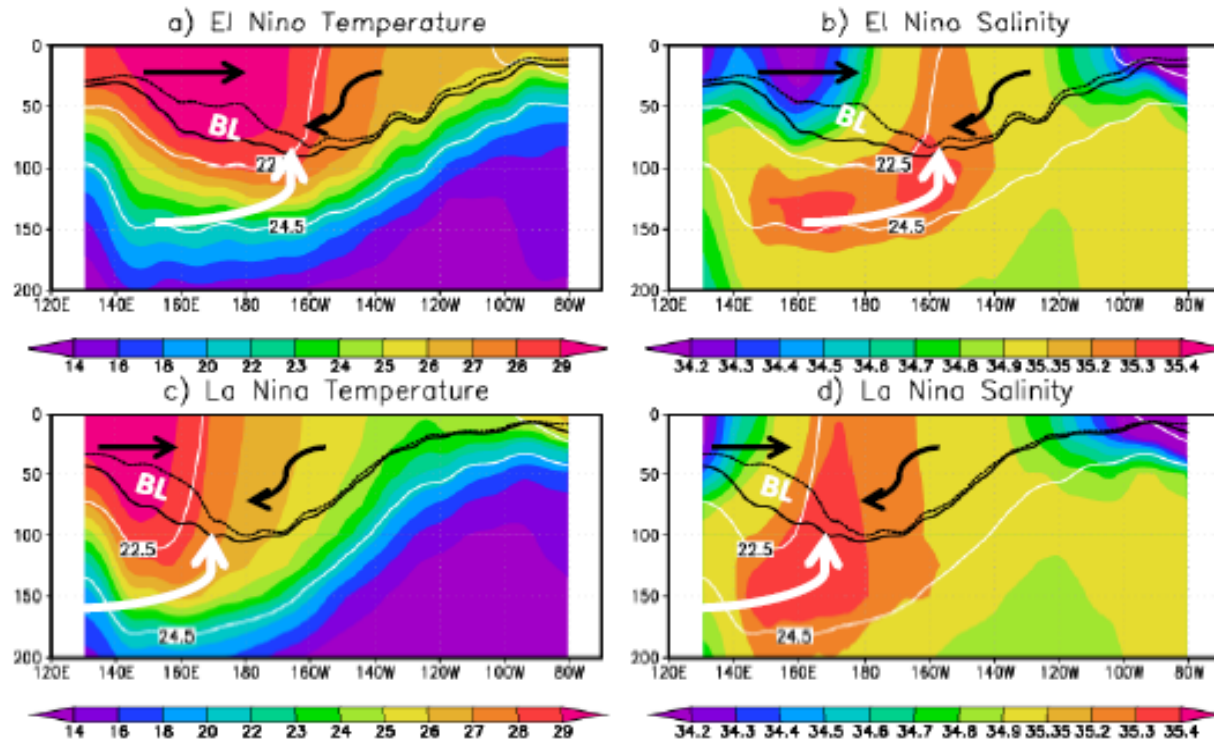 a) El Nino Temperature
b) El Nino Salinity
0
50
100
150
200
BL
22
24.5
120E 140E 160E 180 160W 140W 120W 100W 80W
0
50
100
150
200
BL
22.5
24.5
120E 140E 160E 180 160W 140W 120W 100W 80W
14 16 18 20 22 23 24 25 26 27 28 29
34.2 34.3 34.4 34.5 34.6 34.7 34.8 34.9 35.35 35.2 35.3 35.4
c) La Nina Temperature
d) La Nina Salinity
0
50
100
150
200
BL
22.5
24.5
120E 140E 160E 180 160W 140W 120W 100W 80W
0
50
100
150
200
BL
22.5
24.5
120E 140E 160E 180 160W 140W 120W 100W 80W
14 16 18 20 22 23 24 25 26 27 28 29
34.2 34.3 34.4 34.5 34.6 34.7 34.8 34.9 35.35 35.2 35.3 35.4